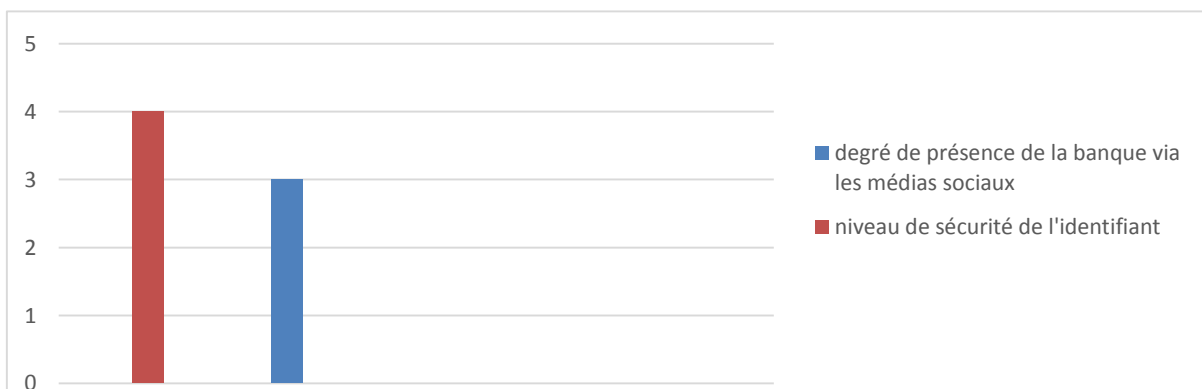 5
4
3
2
1
0
degré de présence de la banque via
les médias sociaux
niveau de sécurité de l'identifiant